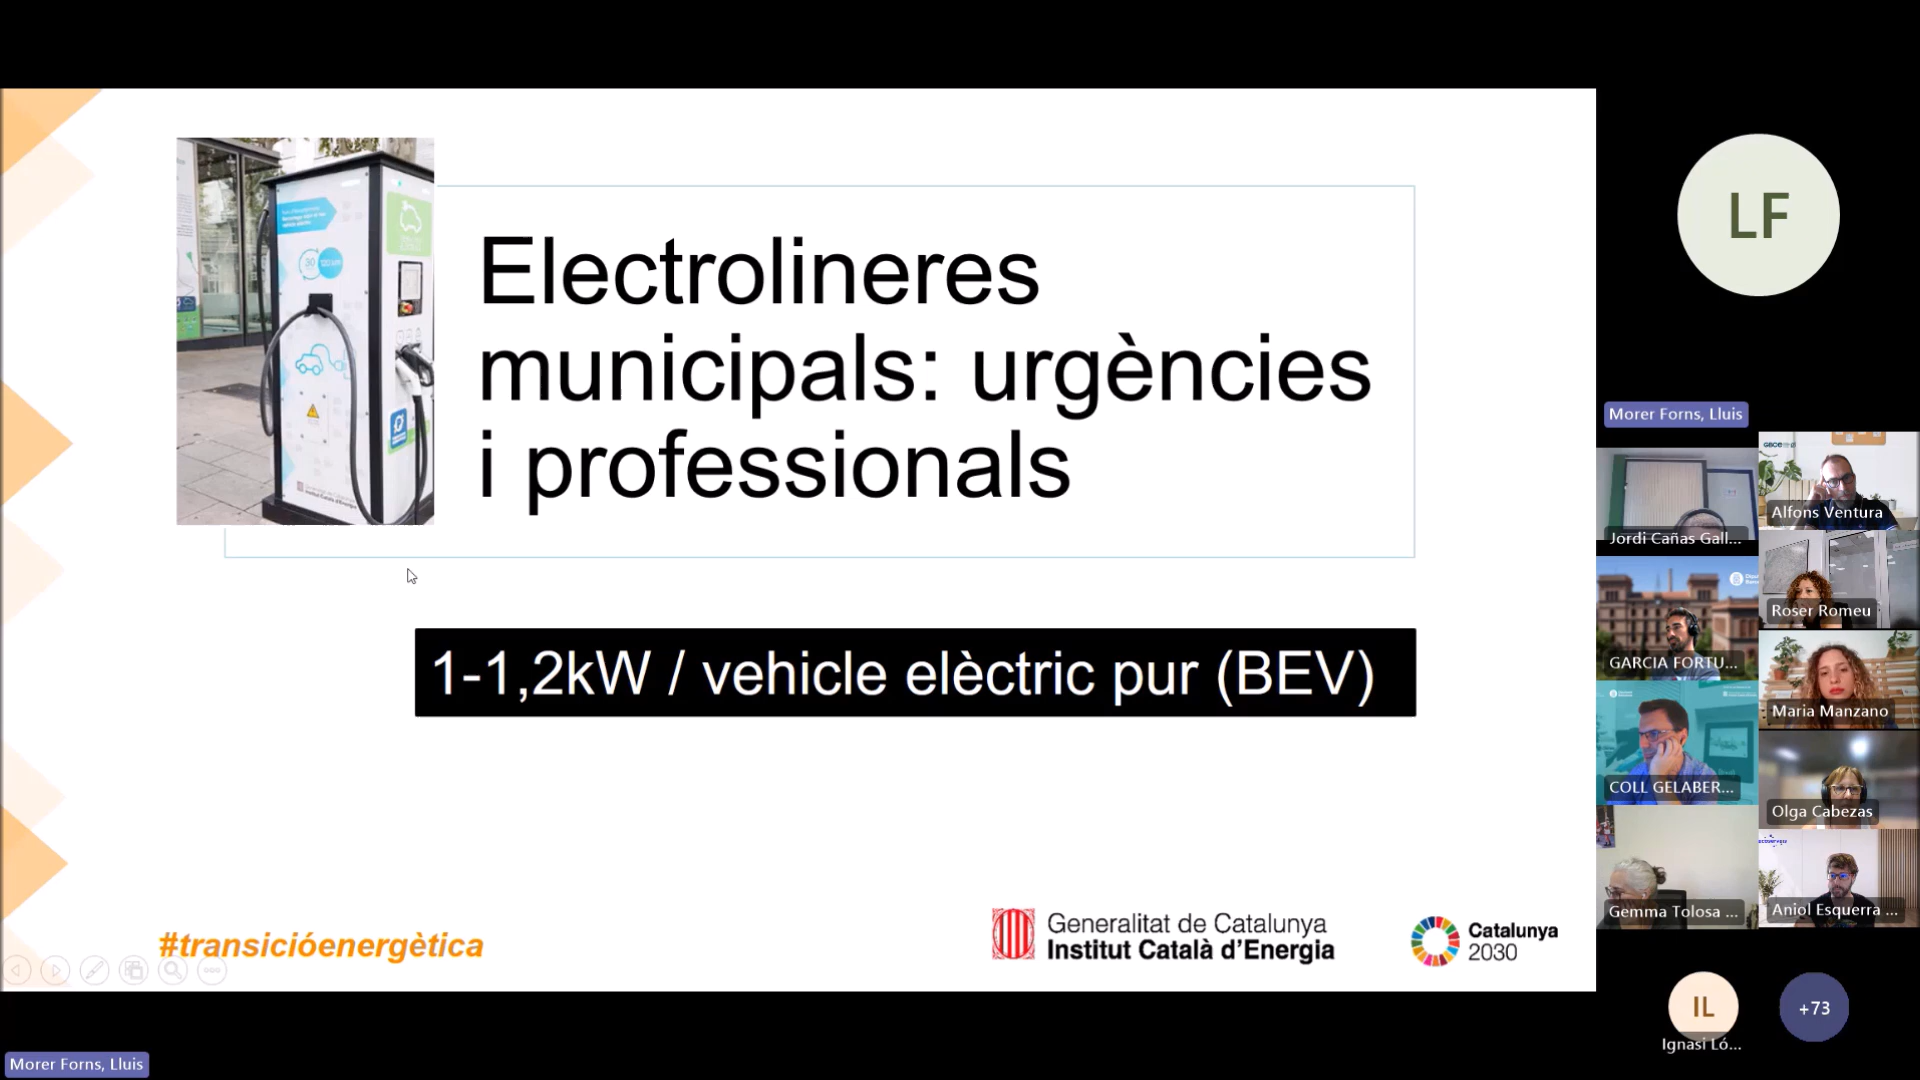 Electrolineres
municipals: urgències
i professionals
1-1,2kW / vehicle elèctric pur (BEV)
#transicióenergètica
Generalitat de Catalunya
Institut Català d'Energia
Catalunya
2030
LF
Morer Forns, Lluis
Jordi Cañas Gall...
GBCE
Alfons Ventura
GARCIA FORTU...
Roser Romeu
COLL GELABER...
Maria Manzano
Olga Cabezas
Gemma Tolosa ...
Aniol Esquerra ...
IL
Ignasi Ló...
+73
Morer Forns, Lluis